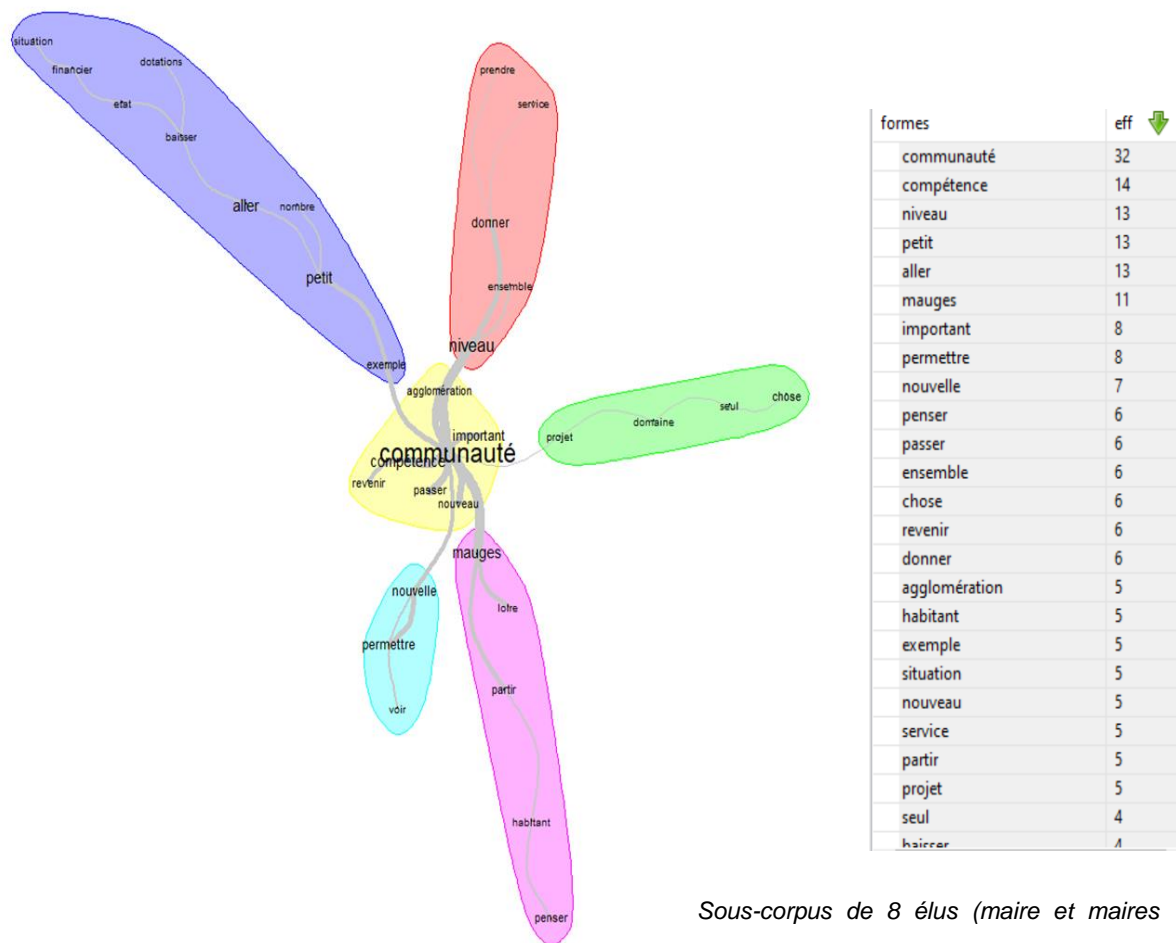 situation
financier
dotations
etat
baisser
aller
nombre
petit
exemple
prendre
service
donner
ensemble
niveau
agglomération
important
communauté
compétence
revenir
passer
nouveau
projet
domaine
seul
chose
mauges
loire
partir
habitant
penser
nouvelle
permettre
voir
formes eff
communauté 32
compétence 14
niveau 13
petit 13
aller 13
mauges 11
important 8
permettre 8
nouvelle 7
penser 6
passer 6
ensemble 6
chose 6
revenir 6
donner 6
agglomération 5
habitant 5
exemple 5
situation 5
nouveau 5
service 5
partir 5
projet 5
seul 4
baisser 4
Sous-corpus de 8 élus (maire et maires